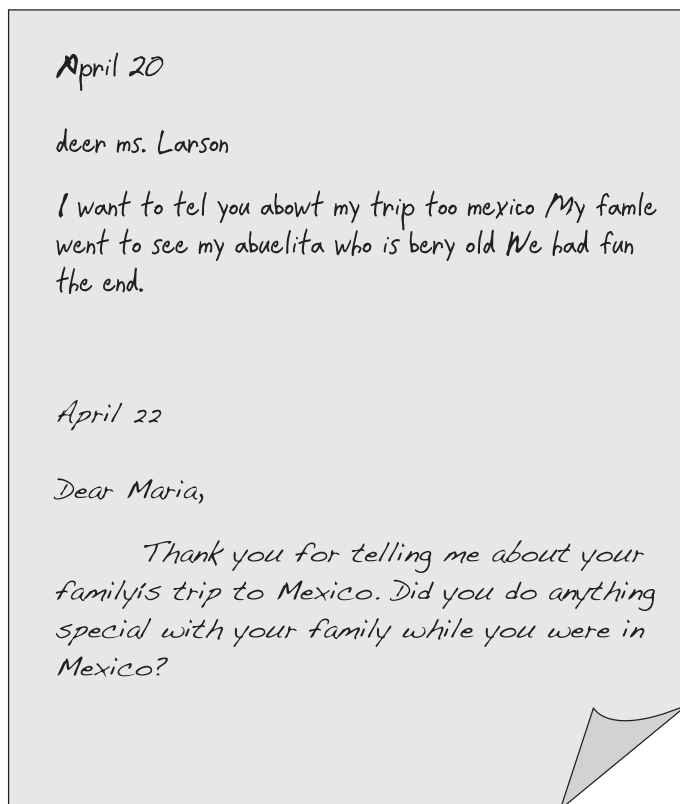 April 20
deer ms. Larson
I want to tel you abowt my trip too mexico My famle
went to see my abuelita who is bery old We had fun
the end.
April 22
Dear Maria,
Thank you for telling me about your
familyís trip to Mexico. Did you do anything
special with your family while you were in
Mexico?